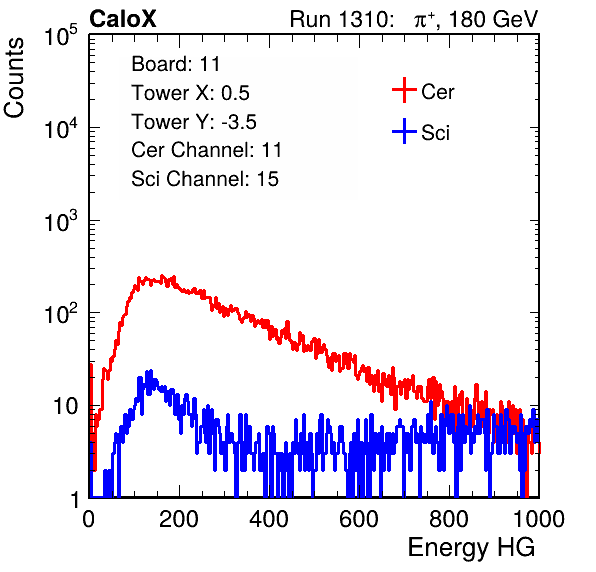 CaloX Run 1310: π⁺, 180 GeV
Board: 11
Tower X: 0.5
Tower Y: -3.5
Cer Channel: 11
Sci Channel: 15
Cer
Sci
Counts
10⁵
10⁴
10³
10²
10
1
0 200 400 600 800 1000
Energy HG